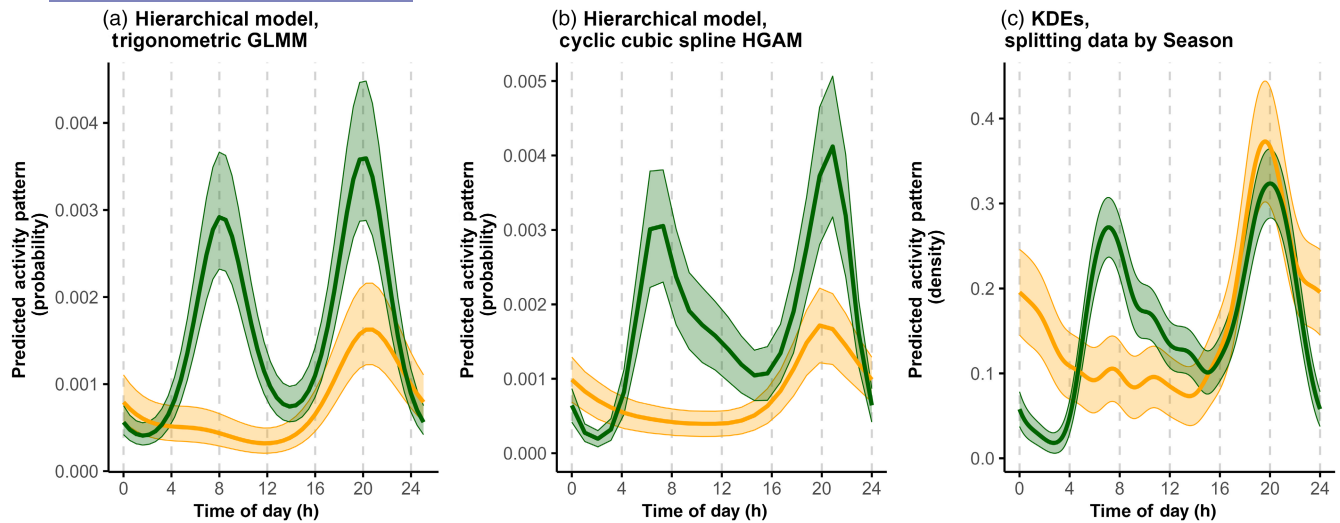 (a) Hierarchical model,
trigonometric GLMM
Predicted activity pattern
(probability)
0.004
0.003
0.002
0.001
0.000
0 4 8 12 16 20 24
Time of day (h)
(b) Hierarchical model,
cyclic cubic spline HGAM
Predicted activity pattern
(probability)
0.005
0.004
0.003
0.002
0.001
0.000
0 4 8 12 16 20 24
Time of day (h)
(c) KDEs,
splitting data by Season
Predicted activity pattern
(density)
0.4
0.3
0.2
0.1
0.0
0 4 8 12 16 20 24
Time of day (h)